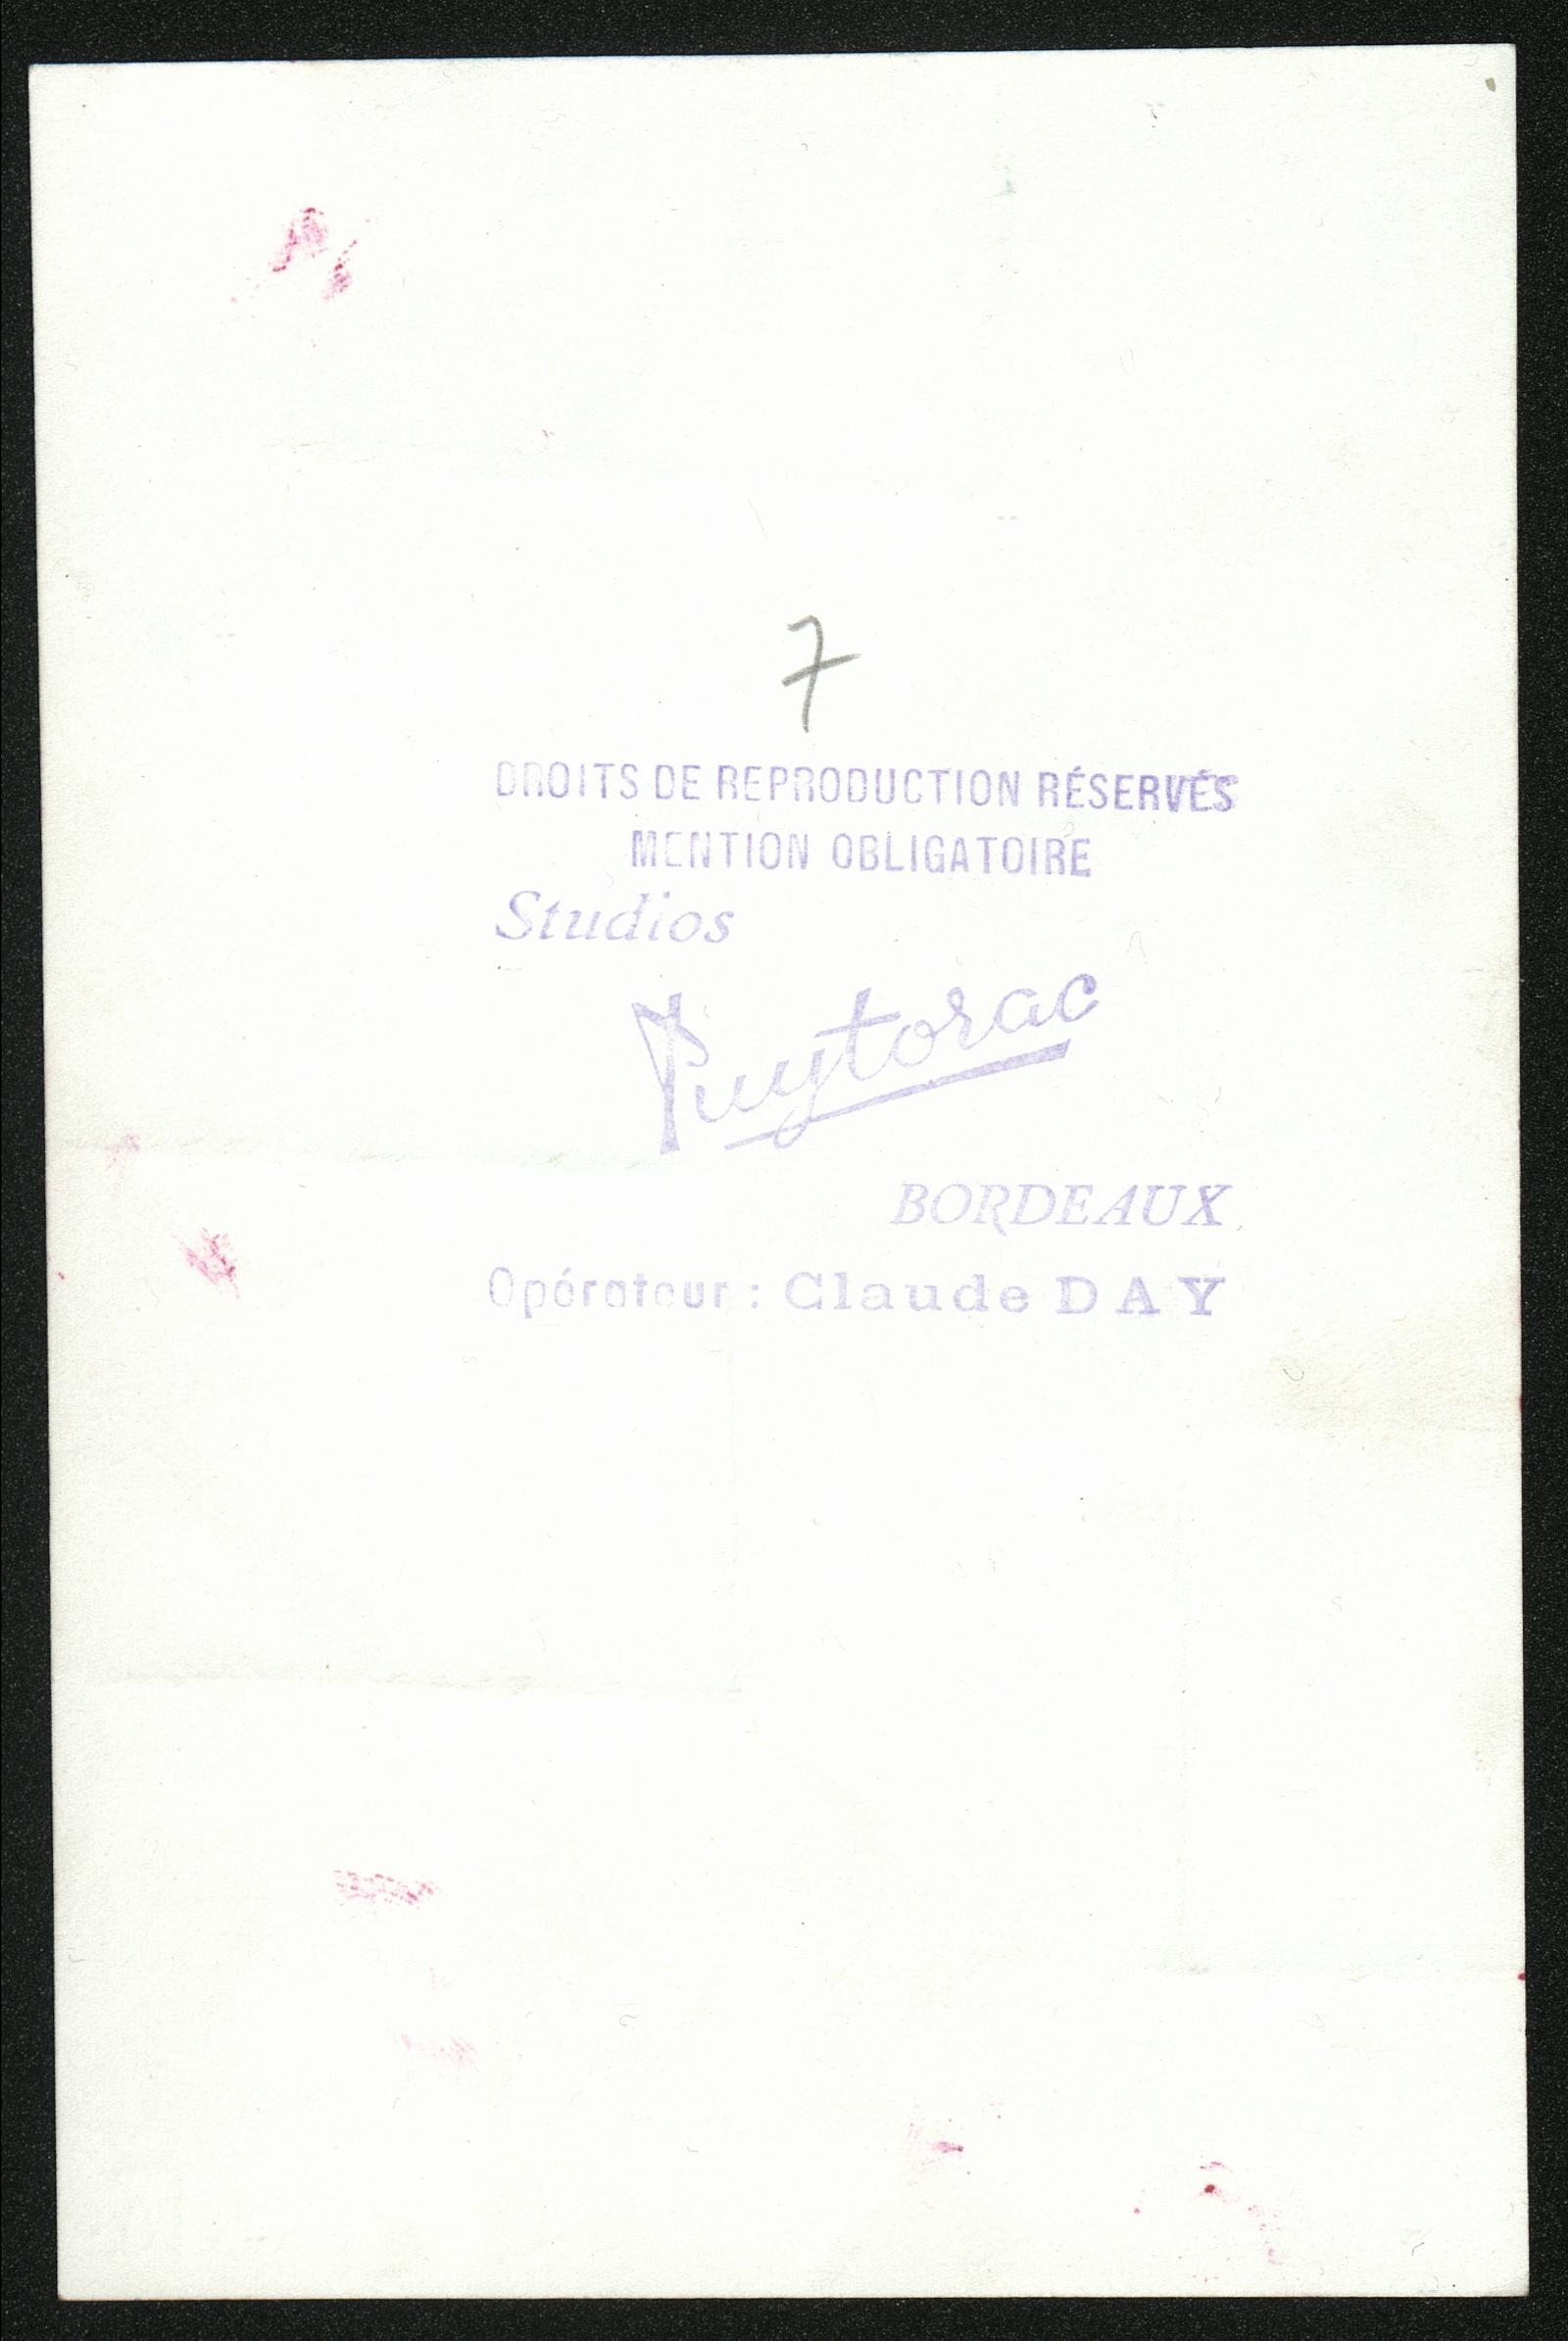 7
DROITS DE REPRODUCTION RÉSERVÉS
MENTION OBLIGATOIRE
Studios
Puytorac
BORDEAUX
Opérateur : Claude DAY